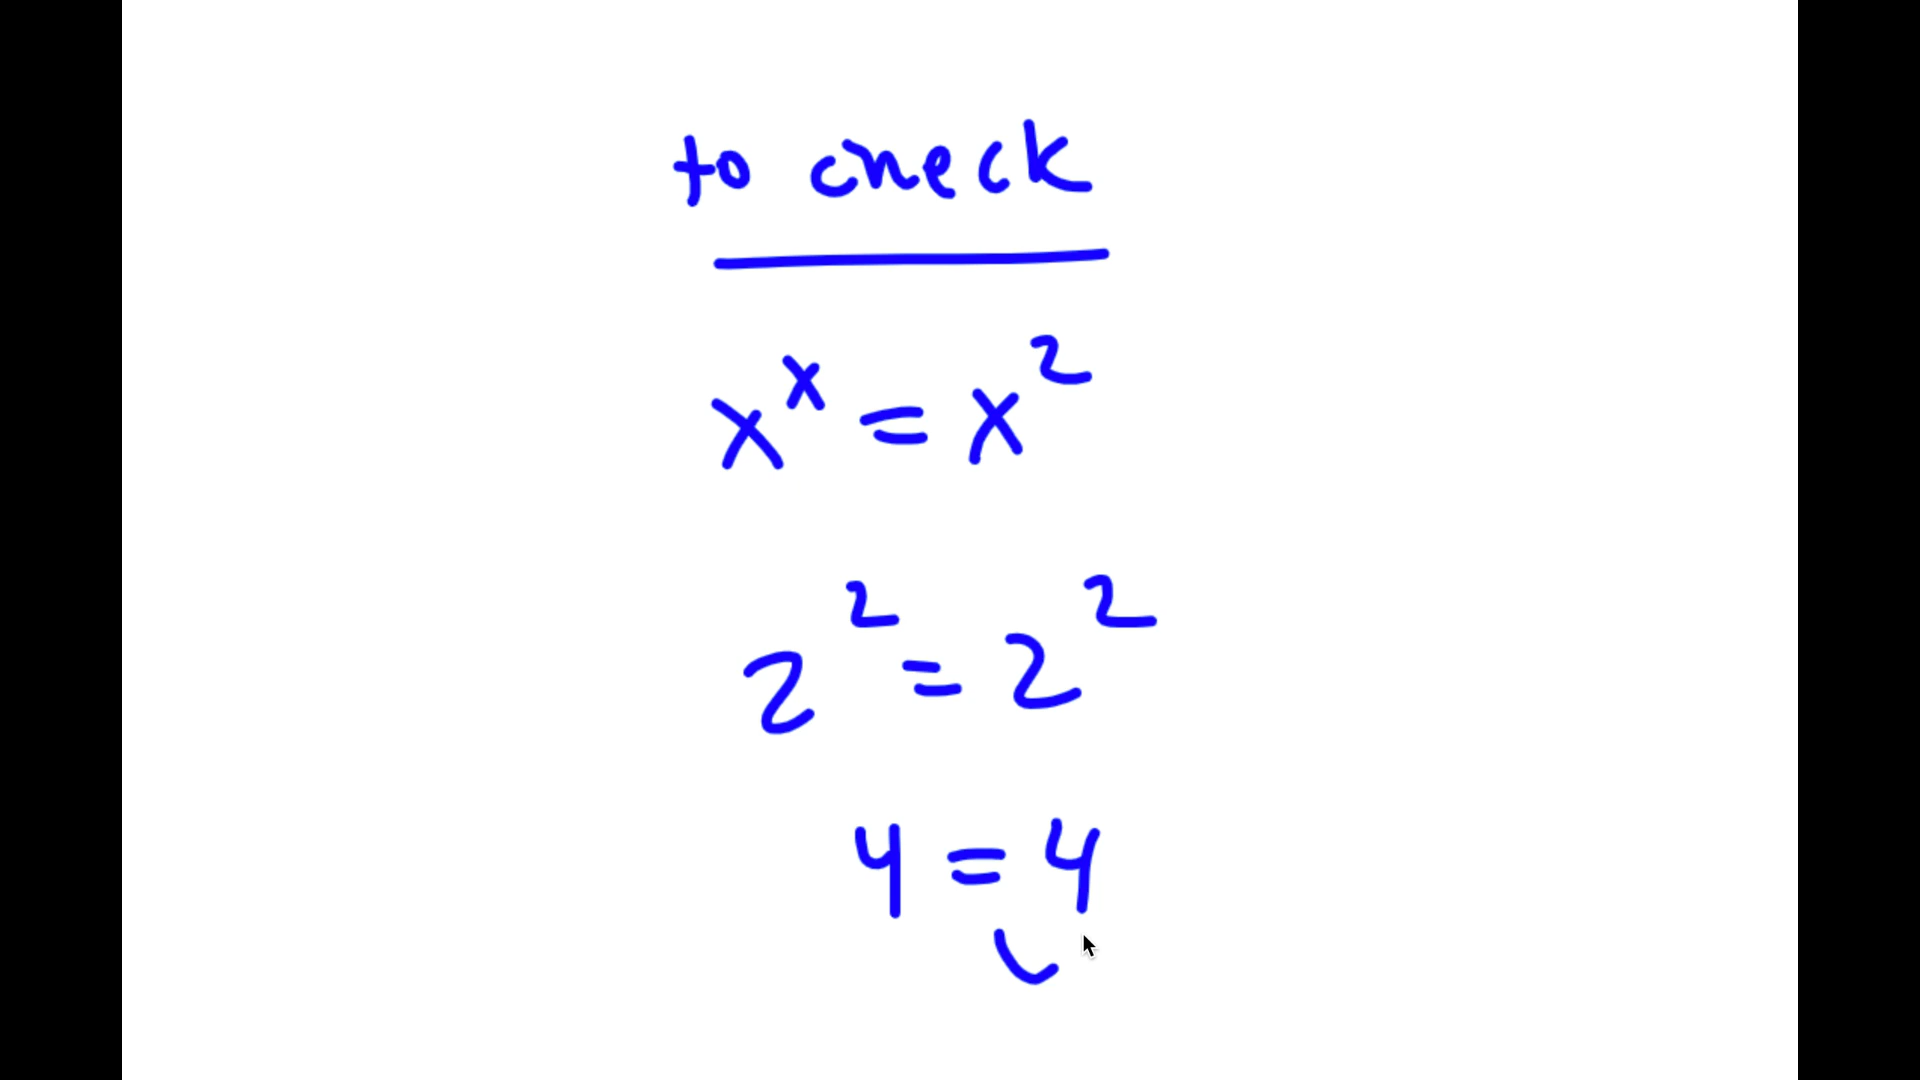 to check
x^x = x^2
2^2 = 2^2
4 = 4